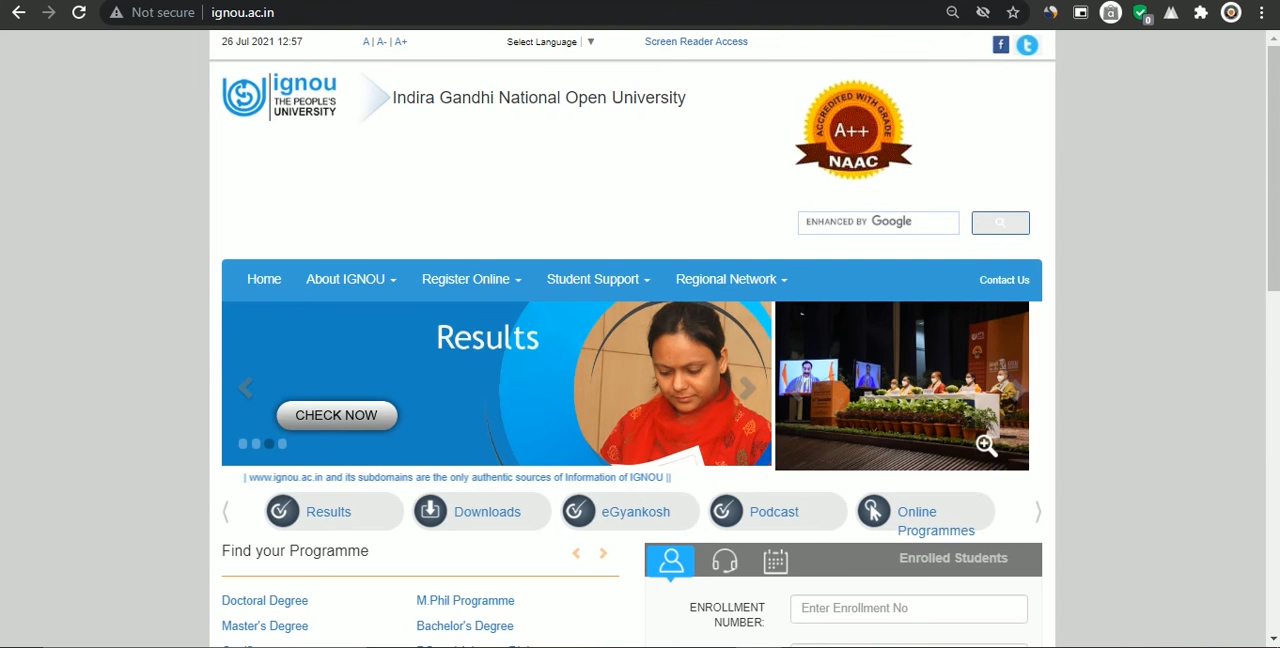 Not secure | ignou.ac.in
0
26 Jul 2021 12:57 A | A- | A+ Select Language ▼ Screen Reader Access
ignou
THE PEOPLE'S
UNIVERSITY
Indira Gandhi National Open University
ACCREDITED WITH GRADE
A++
NAAC
ENHANCED BY Google
Home About IGNOU Register Online Student Support Regional Network Contact Us
Results
CHECK NOW
| www.ignou.ac.in and its subdomains are the only authentic sources of Information of IGNOU ||
Results Downloads eGyankosh Podcast Online
Programmes
Find your Programme
Enrolled Students
Doctoral Degree M.Phil Programme
Master's Degree Bachelor's Degree
ENROLLMENT
NUMBER:
Enter Enrollment No